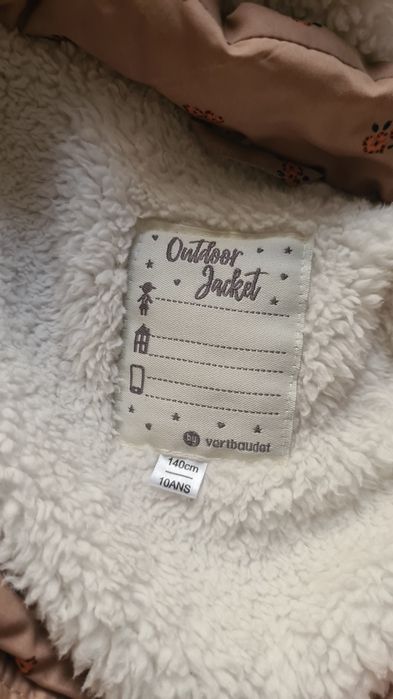 Outdoor
Jacket
by vertbaudet
140cm
10ANS